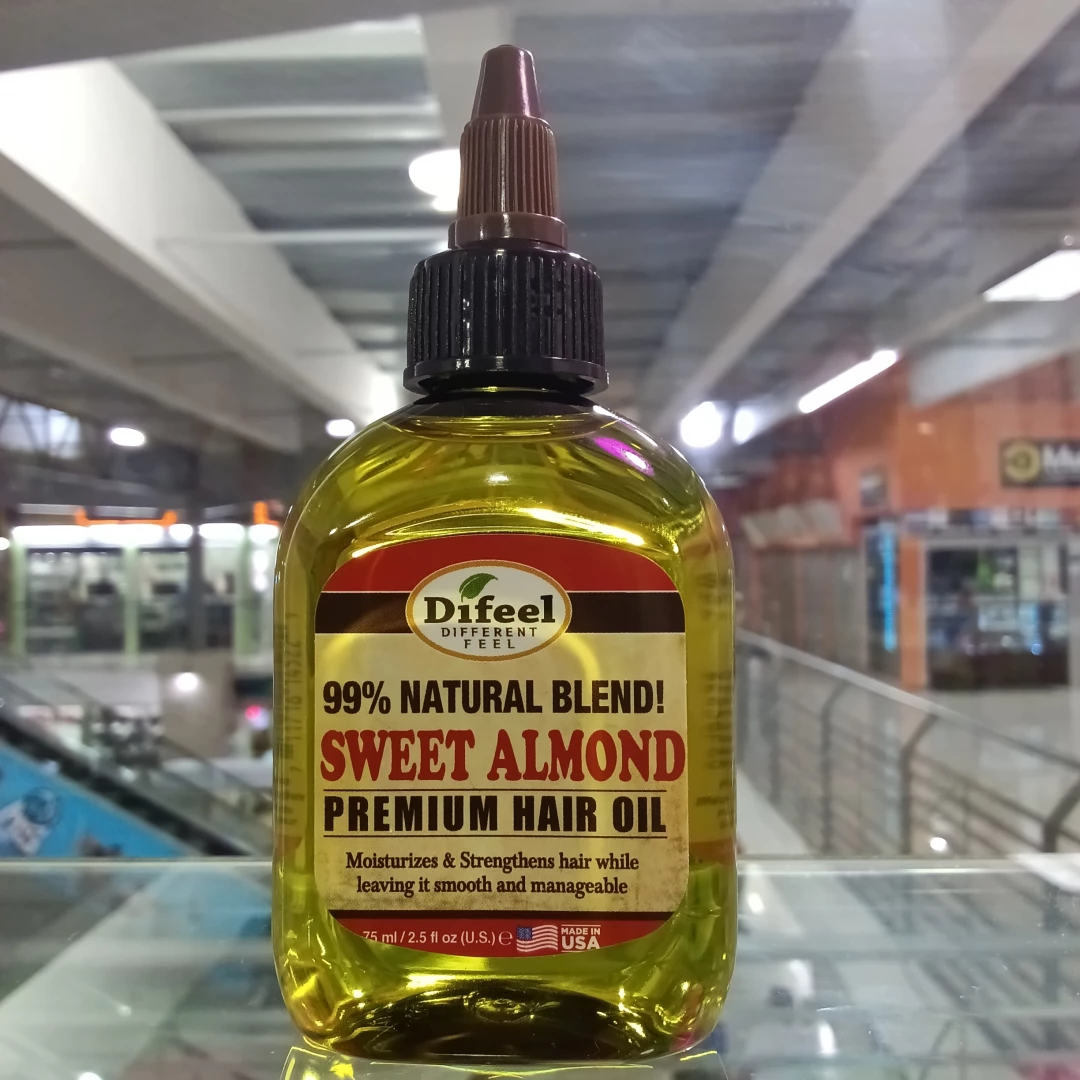 Difeel
DIFFERENT
FEEL
99% NATURAL BLEND!
SWEET ALMOND
PREMIUM HAIR OIL
Moisturizes & Strengthens hair while
leaving it smooth and manageable
75 ml / 2.5 fl oz (U.S.) ℮
MADE IN
USA